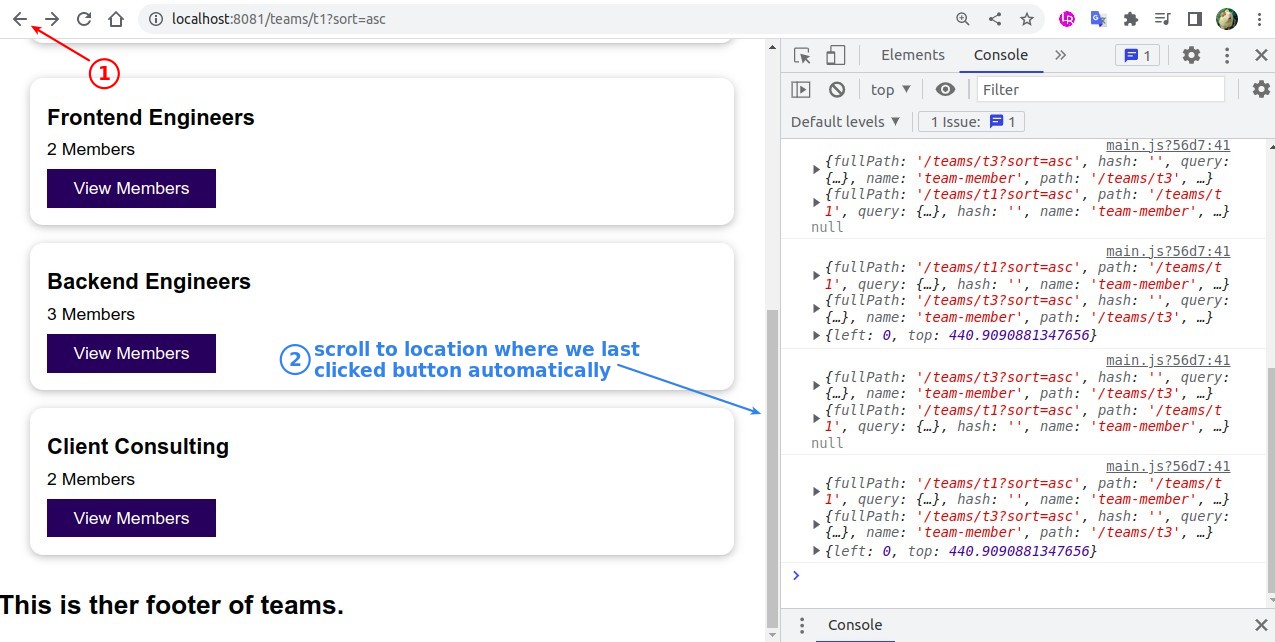 localhost:8081/teams/t1?sort=asc
1
Frontend Engineers
2 Members
View Members
Backend Engineers
3 Members
View Members
2 scroll to location where we last
clicked button automatically
Client Consulting
2 Members
View Members
This is ther footer of teams.
Elements Console 1
top Filter
Default levels 1 Issue: 1
main.js?56d7:41
{fullPath: '/teams/t3?sort=asc', hash: '', query:
{…}, name: 'team-member', path: '/teams/t3', …}
{fullPath: '/teams/t1?sort=asc', path: '/teams/t
1', query: {…}, hash: '', name: 'team-member', …}
null
main.js?56d7:41
{fullPath: '/teams/t1?sort=asc', path: '/teams/t
1', query: {…}, hash: '', name: 'team-member', …}
{fullPath: '/teams/t3?sort=asc', hash: '', query:
{…}, name: 'team-member', path: '/teams/t3', …}
{left: 0, top: 440.9090881347656}
main.js?56d7:41
{fullPath: '/teams/t3?sort=asc', hash: '', query:
{…}, name: 'team-member', path: '/teams/t3', …}
{fullPath: '/teams/t1?sort=asc', path: '/teams/t
1', query: {…}, hash: '', name: 'team-member', …}
null
main.js?56d7:41
{fullPath: '/teams/t1?sort=asc', path: '/teams/t
1', query: {…}, hash: '', name: 'team-member', …}
{fullPath: '/teams/t3?sort=asc', hash: '', query:
{…}, name: 'team-member', path: '/teams/t3', …}
{left: 0, top: 440.9090881347656}
Console